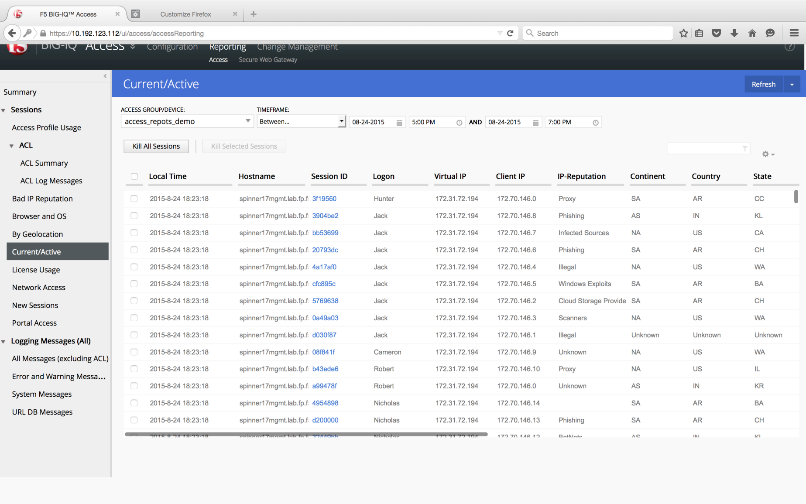 F5 BIG-IQ™ Access
Customize Firefox
https://10.192.123.112/ui/access/accessReporting
Search
BIG-IQ Access Configuration Reporting Change Management
Access Secure Web Gateway
Summary
Sessions
Access Profile Usage
ACL
ACL Summary
ACL Log Messages
Bad IP Reputation
Browser and OS
By Geolocation
Current/Active
License Usage
Network Access
New Sessions
Portal Access
Logging Messages (All)
All Messages (excluding ACL)
Error and Warning Messa...
System Messages
URL DB Messages
Current/Active
Refresh
ACCESS GROUP/DEVICE: TIMEFRAME:
access_repots_demo Between... 08-24-2015 5:00 PM AND 08-24-2015 7:00 PM
Kill All Sessions Kill Selected Sessions
Local Time Hostname Session ID Logon Virtual IP Client IP IP-Reputation Continent Country State
2015-8-24 18:23:18 spinner17mgmt.lab.fp.f 3f19560 Hunter 172.31.72.194 172.70.146.0 Proxy SA AR CC
2015-8-24 18:23:18 spinner17mgmt.lab.fp.f 3904be2 Jack 172.31.72.194 172.70.146.8 Phishing AS IN KL
2015-8-24 18:23:18 spinner17mgmt.lab.fp.f bb53699 Jack 172.31.72.194 172.70.146.7 Infected Sources NA US CA
2015-8-24 18:23:18 spinner17mgmt.lab.fp.f 20793dc Jack 172.31.72.194 172.70.146.6 Phishing SA AR CH
2015-8-24 18:23:18 spinner17mgmt.lab.fp.f 4a17af0 Jack 172.31.72.194 172.70.146.4 Illegal NA US WA
2015-8-24 18:23:18 spinner17mgmt.lab.fp.f cfc895c Jack 172.31.72.194 172.70.146.5 Windows Exploits SA AR BA
2015-8-24 18:23:18 spinner17mgmt.lab.fp.f 5769638 Jack 172.31.72.194 172.70.146.2 Cloud Storage Provide SA AR CH
2015-8-24 18:23:18 spinner17mgmt.lab.fp.f 0a49a03 Jack 172.31.72.194 172.70.146.3 Scanners NA US WA
2015-8-24 18:23:18 spinner17mgmt.lab.fp.f d030f87 Jack 172.31.72.194 172.70.146.1 Illegal Unknown Unknown Unknown
2015-8-24 18:23:18 spinner17mgmt.lab.fp.f 08f841f Cameron 172.31.72.194 172.70.146.9 Unknown NA US WA
2015-8-24 18:23:18 spinner17mgmt.lab.fp.f b43ede6 Robert 172.31.72.194 172.70.146.10 Proxy NA US IL
2015-8-24 18:23:18 spinner17mgmt.lab.fp.f a99478f Robert 172.31.72.194 172.70.146.0 Unknown AS IN KR
2015-8-24 18:23:18 spinner17mgmt.lab.fp.f 4954898 Nicholas 172.31.72.194 172.70.146.14 SA AR BA
2015-8-24 18:23:18 spinner17mgmt.lab.fp.f d200000 Nicholas 172.31.72.194 172.70.146.13 Phishing SA AR CH